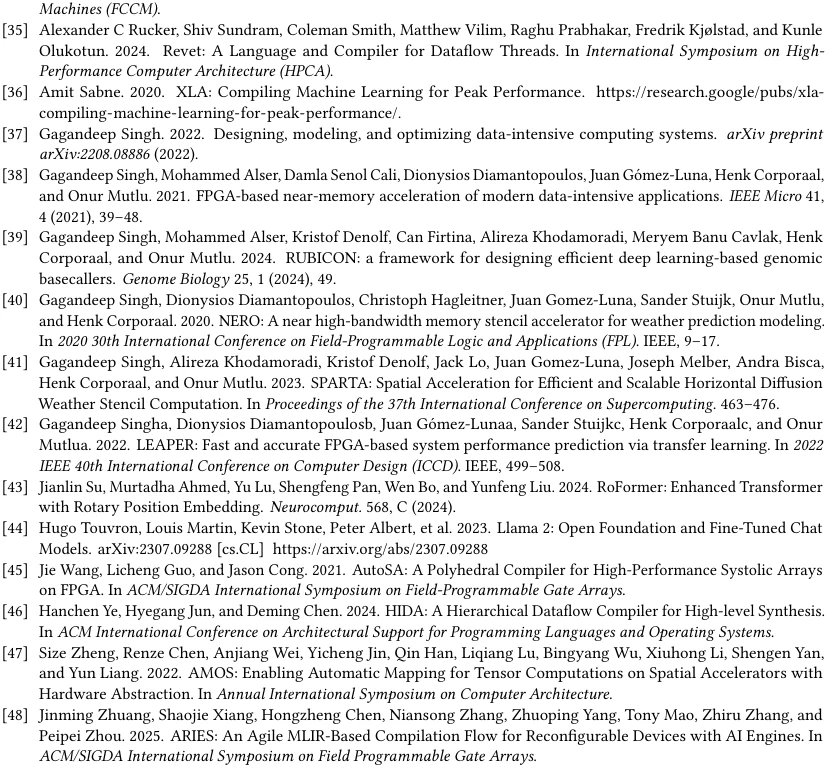 Machines (FCCM).
[35] Alexander C Rucker, Shiv Sundram, Coleman Smith, Matthew Vilim, Raghu Prabhakar, Fredrik Kjølstad, and Kunle
Olukotun. 2024. Revet: A Language and Compiler for Dataflow Threads. In International Symposium on High-
Performance Computer Architecture (HPCA).
[36] Amit Sabne. 2020. XLA: Compiling Machine Learning for Peak Performance. https://research.google/pubs/xla-
compiling-machine-learning-for-peak-performance/.
[37] Gagandeep Singh. 2022. Designing, modeling, and optimizing data-intensive computing systems. arXiv preprint
arXiv:2208.08886 (2022).
[38] Gagandeep Singh, Mohammed Alser, Damla Senol Cali, Dionysios Diamantopoulos, Juan Gómez-Luna, Henk Corporaal,
and Onur Mutlu. 2021. FPGA-based near-memory acceleration of modern data-intensive applications. IEEE Micro 41,
4 (2021), 39–48.
[39] Gagandeep Singh, Mohammed Alser, Kristof Denolf, Can Firtina, Alireza Khodamoradi, Meryem Banu Cavlak, Henk
Corporaal, and Onur Mutlu. 2024. RUBICON: a framework for designing efficient deep learning-based genomic
basecallers. Genome Biology 25, 1 (2024), 49.
[40] Gagandeep Singh, Dionysios Diamantopoulos, Christoph Hagleitner, Juan Gomez-Luna, Sander Stuijk, Onur Mutlu,
and Henk Corporaal. 2020. NERO: A near high-bandwidth memory stencil accelerator for weather prediction modeling.
In 2020 30th International Conference on Field-Programmable Logic and Applications (FPL). IEEE, 9–17.
[41] Gagandeep Singh, Alireza Khodamoradi, Kristof Denolf, Jack Lo, Juan Gomez-Luna, Joseph Melber, Andra Bisca,
Henk Corporaal, and Onur Mutlu. 2023. SPARTA: Spatial Acceleration for Efficient and Scalable Horizontal Diffusion
Weather Stencil Computation. In Proceedings of the 37th International Conference on Supercomputing. 463–476.
[42] Gagandeep Singha, Dionysios Diamantopoulosb, Juan Gómez-Lunaa, Sander Stuijkc, Henk Corporaalc, and Onur
Mutlua. 2022. LEAPER: Fast and accurate FPGA-based system performance prediction via transfer learning. In 2022
IEEE 40th International Conference on Computer Design (ICCD). IEEE, 499–508.
[43] Jianlin Su, Murtadha Ahmed, Yu Lu, Shengfeng Pan, Wen Bo, and Yunfeng Liu. 2024. RoFormer: Enhanced Transformer
with Rotary Position Embedding. Neurocomput. 568, C (2024).
[44] Hugo Touvron, Louis Martin, Kevin Stone, Peter Albert, et al. 2023. Llama 2: Open Foundation and Fine-Tuned Chat
Models. arXiv:2307.09288 [cs.CL] https://arxiv.org/abs/2307.09288
[45] Jie Wang, Licheng Guo, and Jason Cong. 2021. AutoSA: A Polyhedral Compiler for High-Performance Systolic Arrays
on FPGA. In ACM/SIGDA International Symposium on Field-Programmable Gate Arrays.
[46] Hanchen Ye, Hyegang Jun, and Deming Chen. 2024. HIDA: A Hierarchical Dataflow Compiler for High-level Synthesis.
In ACM International Conference on Architectural Support for Programming Languages and Operating Systems.
[47] Size Zheng, Renze Chen, Anjiang Wei, Yicheng Jin, Qin Han, Liqiang Lu, Bingyang Wu, Xiuhong Li, Shengen Yan,
and Yun Liang. 2022. AMOS: Enabling Automatic Mapping for Tensor Computations on Spatial Accelerators with
Hardware Abstraction. In Annual International Symposium on Computer Architecture.
[48] Jinming Zhuang, Shaojie Xiang, Hongzheng Chen, Niansong Zhang, Zhuoping Yang, Tony Mao, Zhiru Zhang, and
Peipei Zhou. 2025. ARIES: An Agile MLIR-Based Compilation Flow for Reconfigurable Devices with AI Engines. In
ACM/SIGDA International Symposium on Field Programmable Gate Arrays.